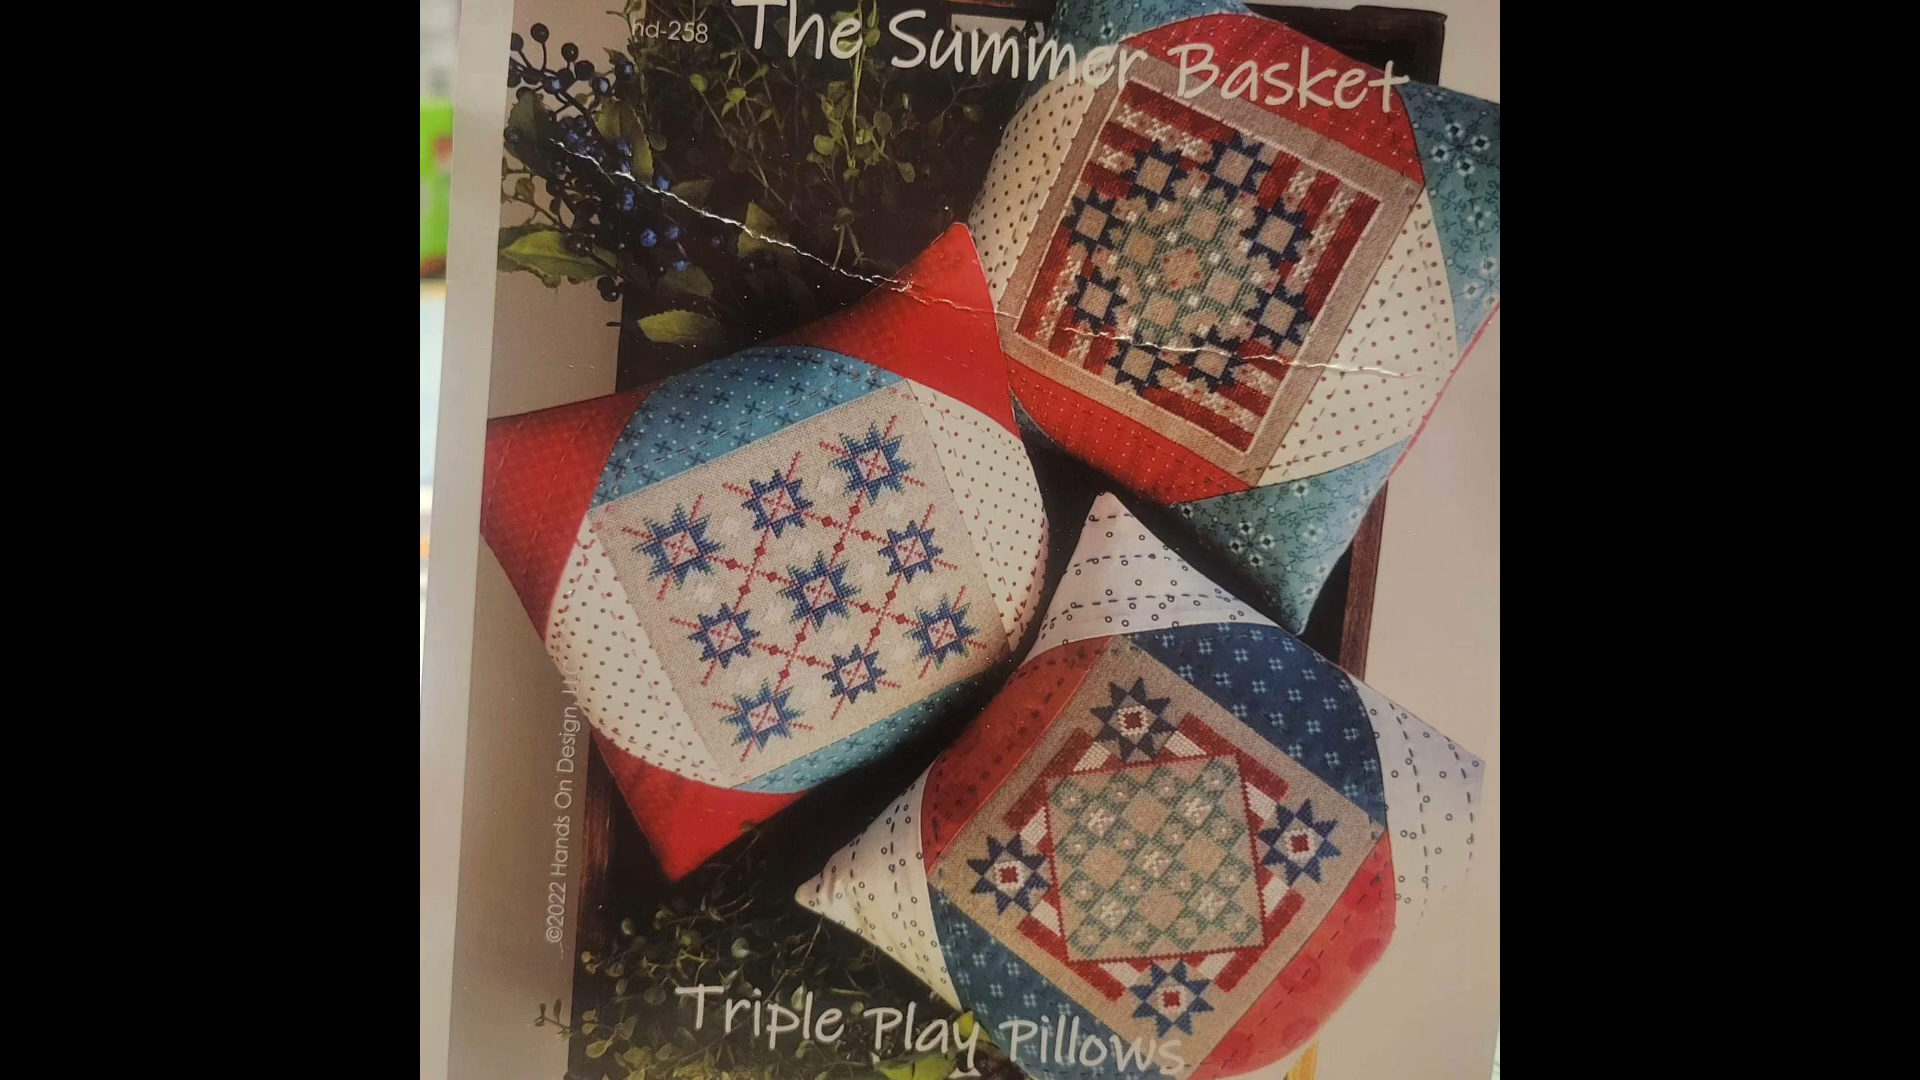 hd-258
The Summer Basket
©2022 Hands On Design, LLC
Triple Play Pillows